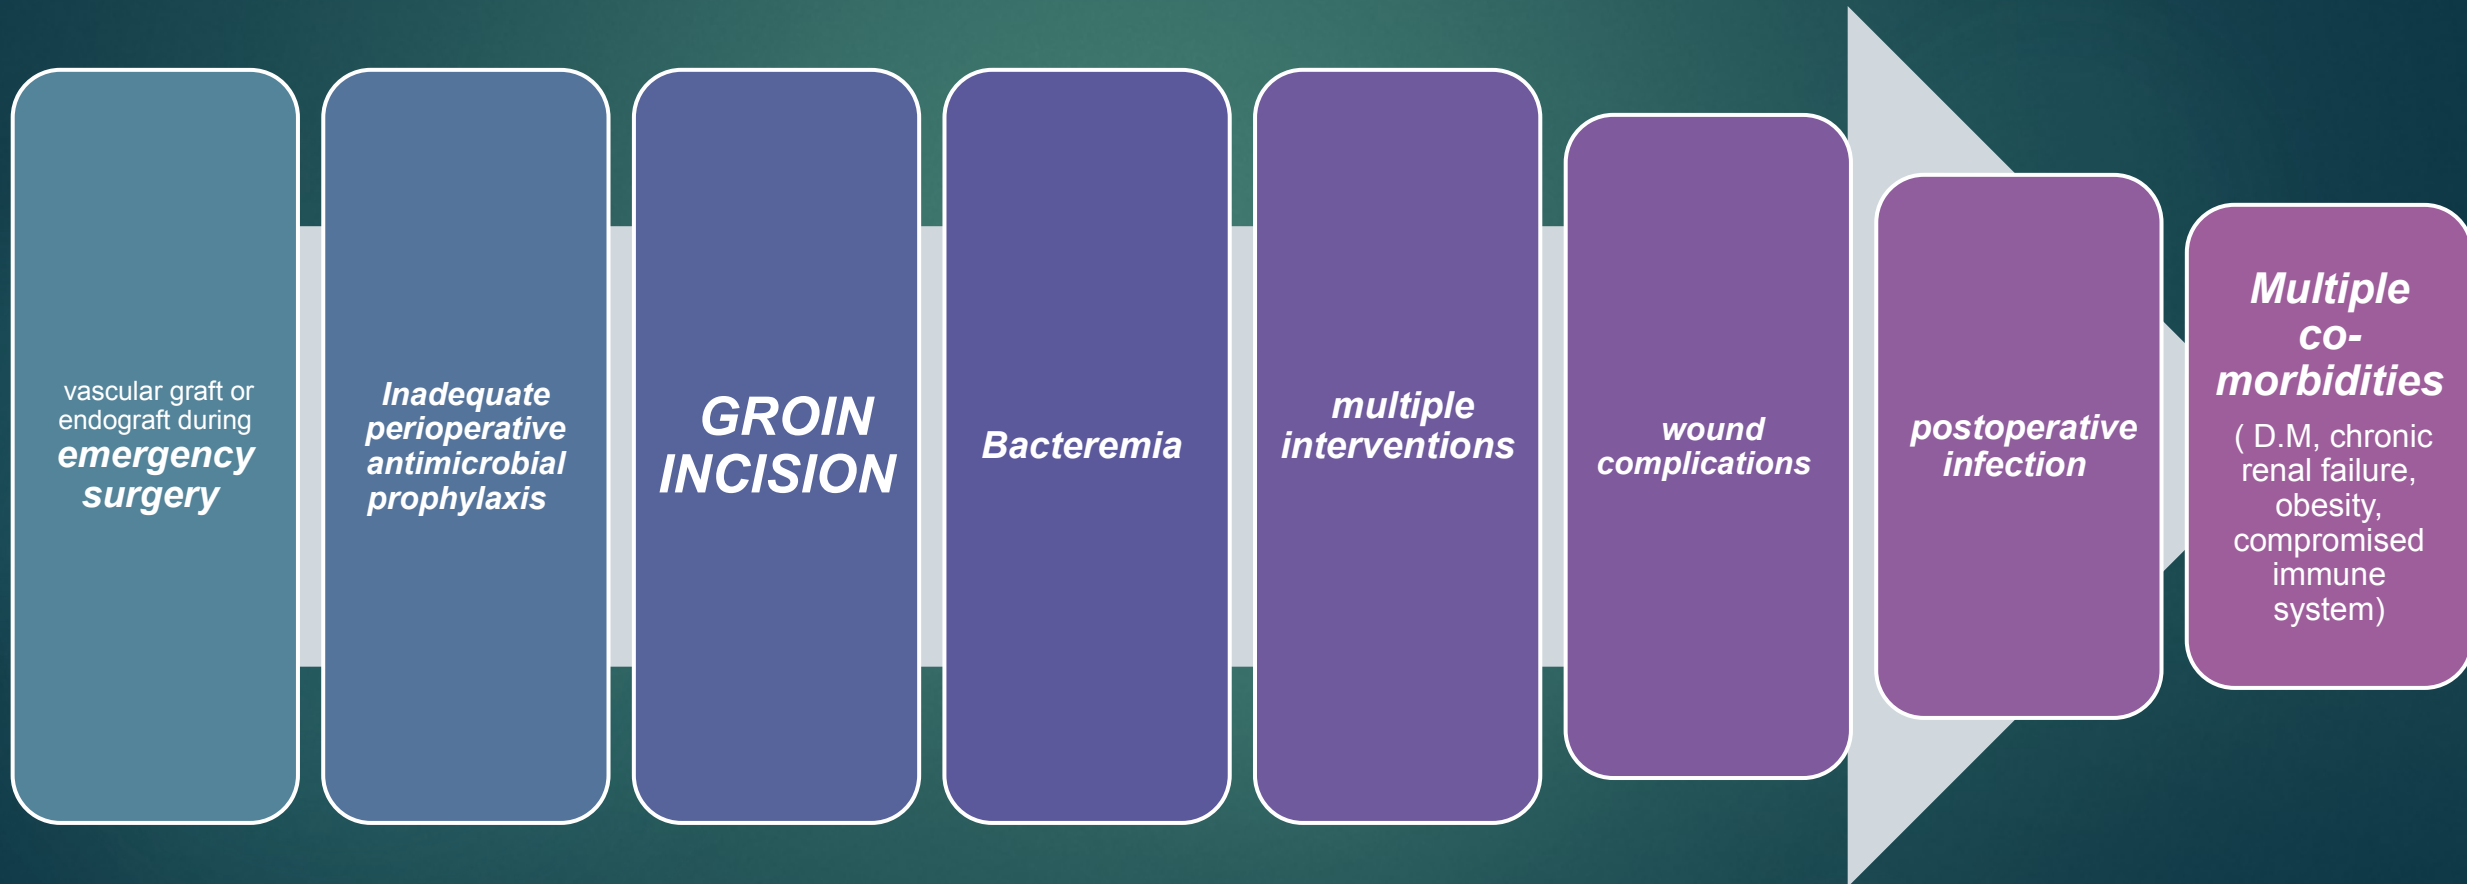 vascular graft or
endograft during
emergency
surgery
Inadequate
perioperative
antimicrobial
prophylaxis
GROIN
INCISION
Bacteremia
multiple
interventions
wound
complications
postoperative
infection
Multiple
co-
morbidities
( D.M, chronic
renal failure,
obesity,
compromised
immune
system)